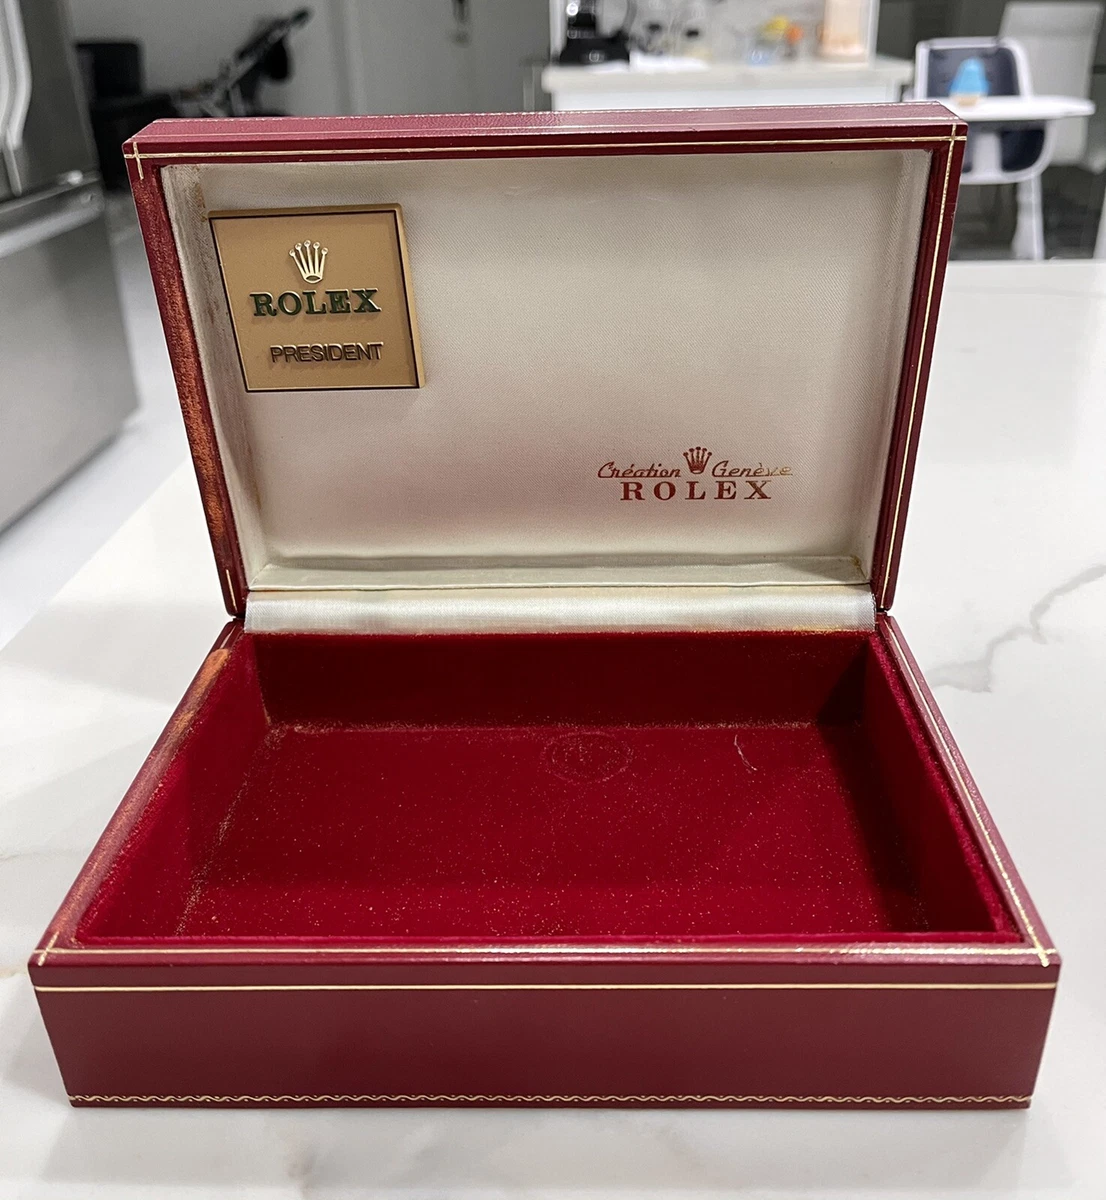 ROLEX
PRESIDENT
Création Genève
ROLEX